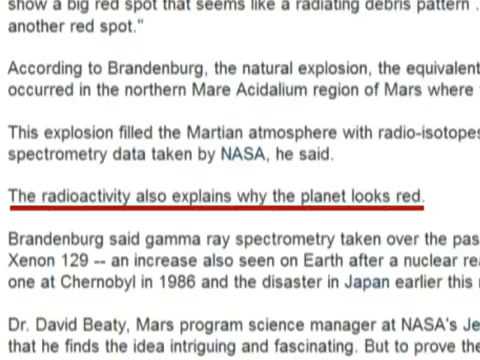 show a big red spot that seems like a radiating debris pattern .
another red spot."
According to Brandenburg, the natural explosion, the equivalent
occurred in the northern Mare Acidalium region of Mars where
This explosion filled the Martian atmosphere with radio-isotopes
spectrometry data taken by NASA, he said.
The radioactivity also explains why the planet looks red.
Brandenburg said gamma ray spectrometry taken over the pas
Xenon 129 -- an increase also seen on Earth after a nuclear rea
one at Chernobyl in 1986 and the disaster in Japan earlier this
Dr. David Beaty, Mars program science manager at NASA's Je
that he finds the idea intriguing and fascinating. But to prove the